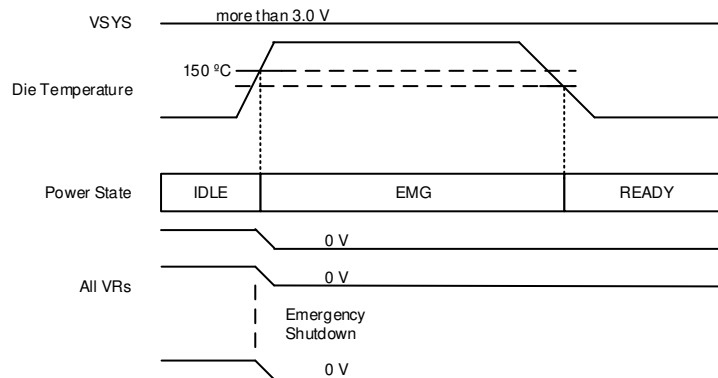 VSYS
more than 3.0 V
150 ºC
Die Temperature
Power State
IDLE
EMG
READY
0 V
All VRs
0 V
Emergency
Shutdown
0 V